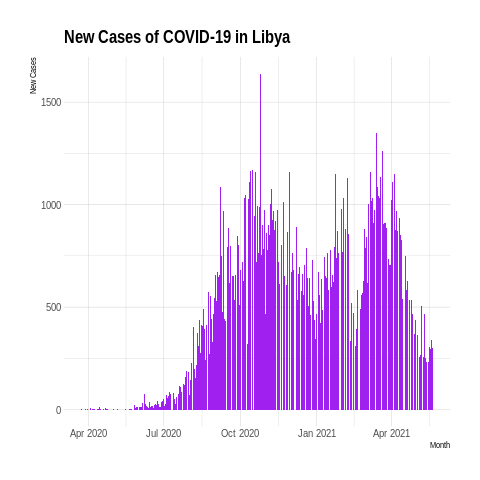 New Cases of COVID-19 in Libya
New Cases
1500
1000
500
0
Apr 2020 Jul 2020 Oct 2020 Jan 2021 Apr 2021
Month